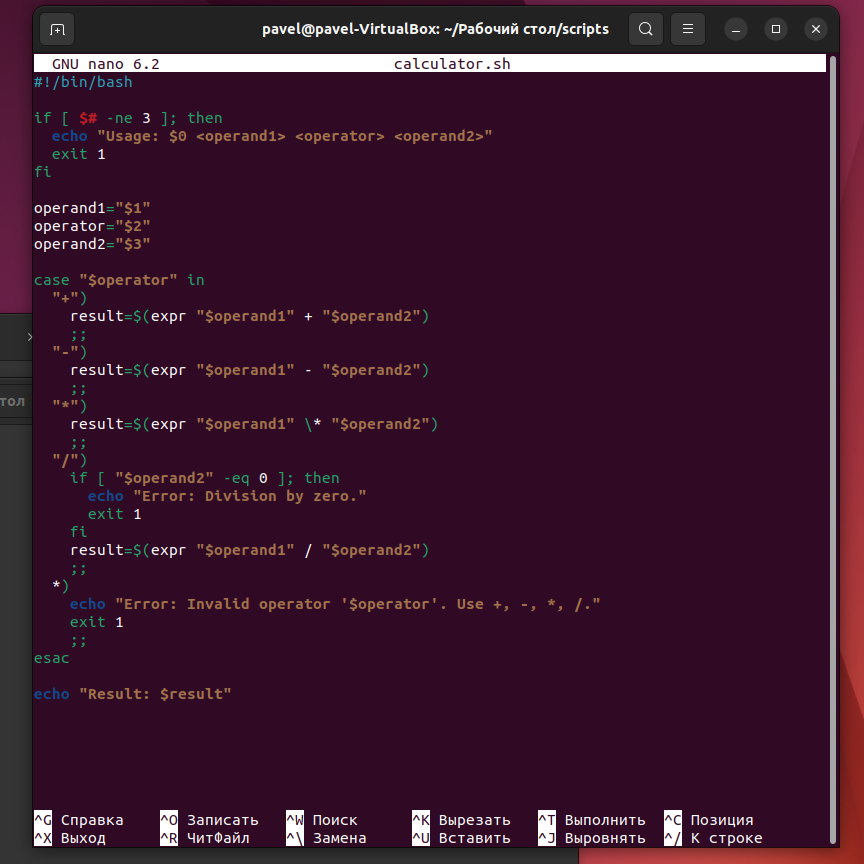 pavel@pavel-VirtualBox: ~/Рабочий стол/scripts
GNU nano 6.2 calculator.sh
#!/bin/bash

if [ $# -ne 3 ]; then
  echo "Usage: $0 <operand1> <operator> <operand2>"
  exit 1
fi

operand1="$1"
operator="$2"
operand2="$3"

case "$operator" in
  "+")
    result=$(expr "$operand1" + "$operand2")
    ;;
  "-")
    result=$(expr "$operand1" - "$operand2")
    ;;
  "*")
    result=$(expr "$operand1" \* "$operand2")
    ;;
  "/")
    if [ "$operand2" -eq 0 ]; then
      echo "Error: Division by zero."
      exit 1
    fi
    result=$(expr "$operand1" / "$operand2")
    ;;
  *)
    echo "Error: Invalid operator '$operator'. Use +, -, *, /."
    exit 1
    ;;
esac

echo "Result: $result"
тол
^G Справка ^O Записать ^W Поиск ^K Вырезать ^T Выполнить ^C Позиция
^X Выход ^R ЧитФайл ^\ Замена ^U Вставить ^J Выровнять ^/ К строке